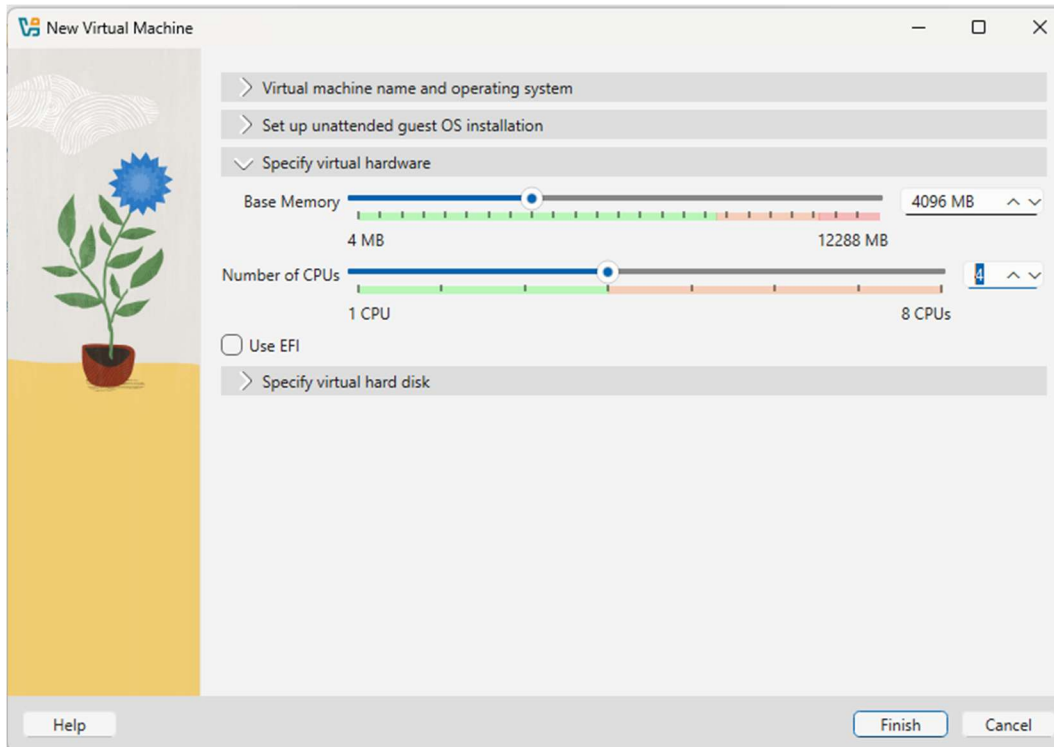 New Virtual Machine
Virtual machine name and operating system
Set up unattended guest OS installation
Specify virtual hardware
Base Memory 4096 MB
4 MB 12288 MB
Number of CPUs 4
1 CPU 8 CPUs
Use EFI
Specify virtual hard disk
Help Finish Cancel